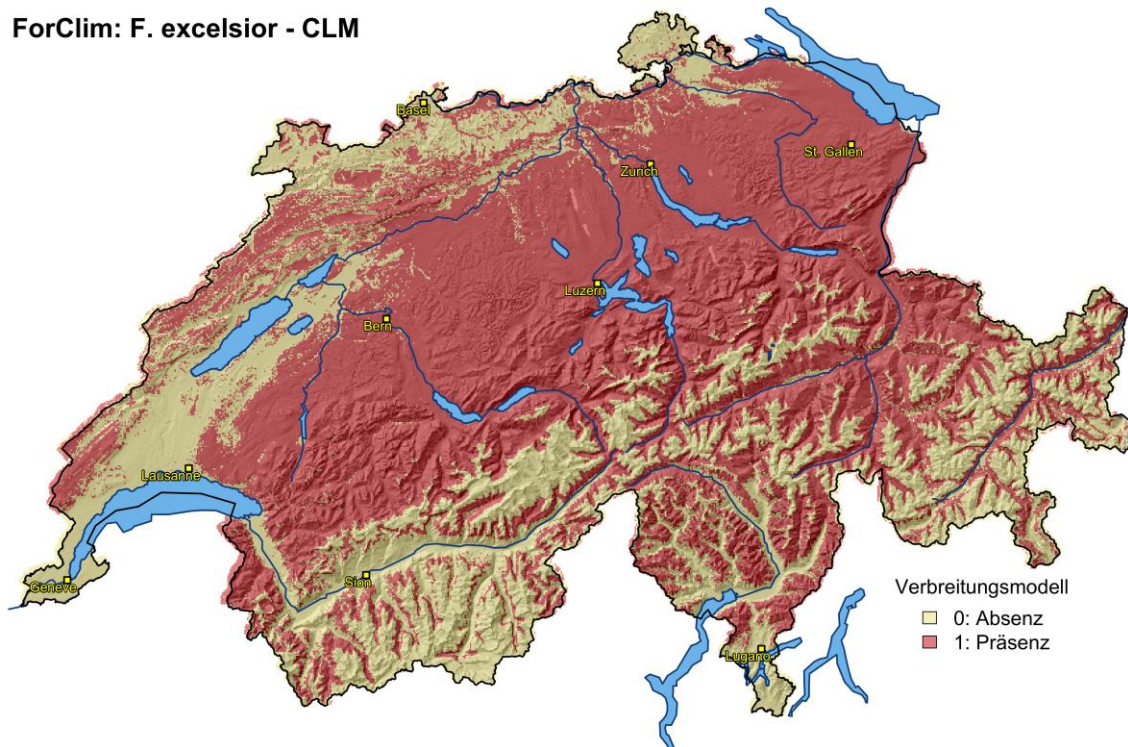 ForClim: F. excelsior - CLM
Basel
St. Gallen
Zurich
Luzern
Bern
Lausanne
Geneve
Sion
Lugano
Verbreitungsmodell
0: Absenz
1: Präsenz